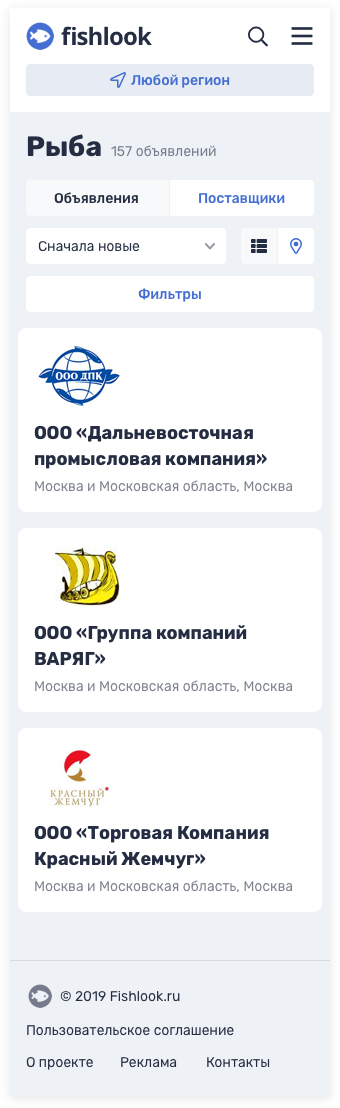 fishlook
Любой регион
Рыба 157 объявлений
Объявления Поставщики
Сначала новые
Фильтры
ООО ДПК
ООО «Дальневосточная
промысловая компания»
Москва и Московская область, Москва
ООО «Группа компаний
ВАРЯГ»
Москва и Московская область, Москва
КРАСНЫЙ
ЖЕМЧУГ
ООО «Торговая Компания
Красный Жемчуг»
Москва и Московская область, Москва
© 2019 Fishlook.ru
Пользовательское соглашение
О проекте Реклама Контакты